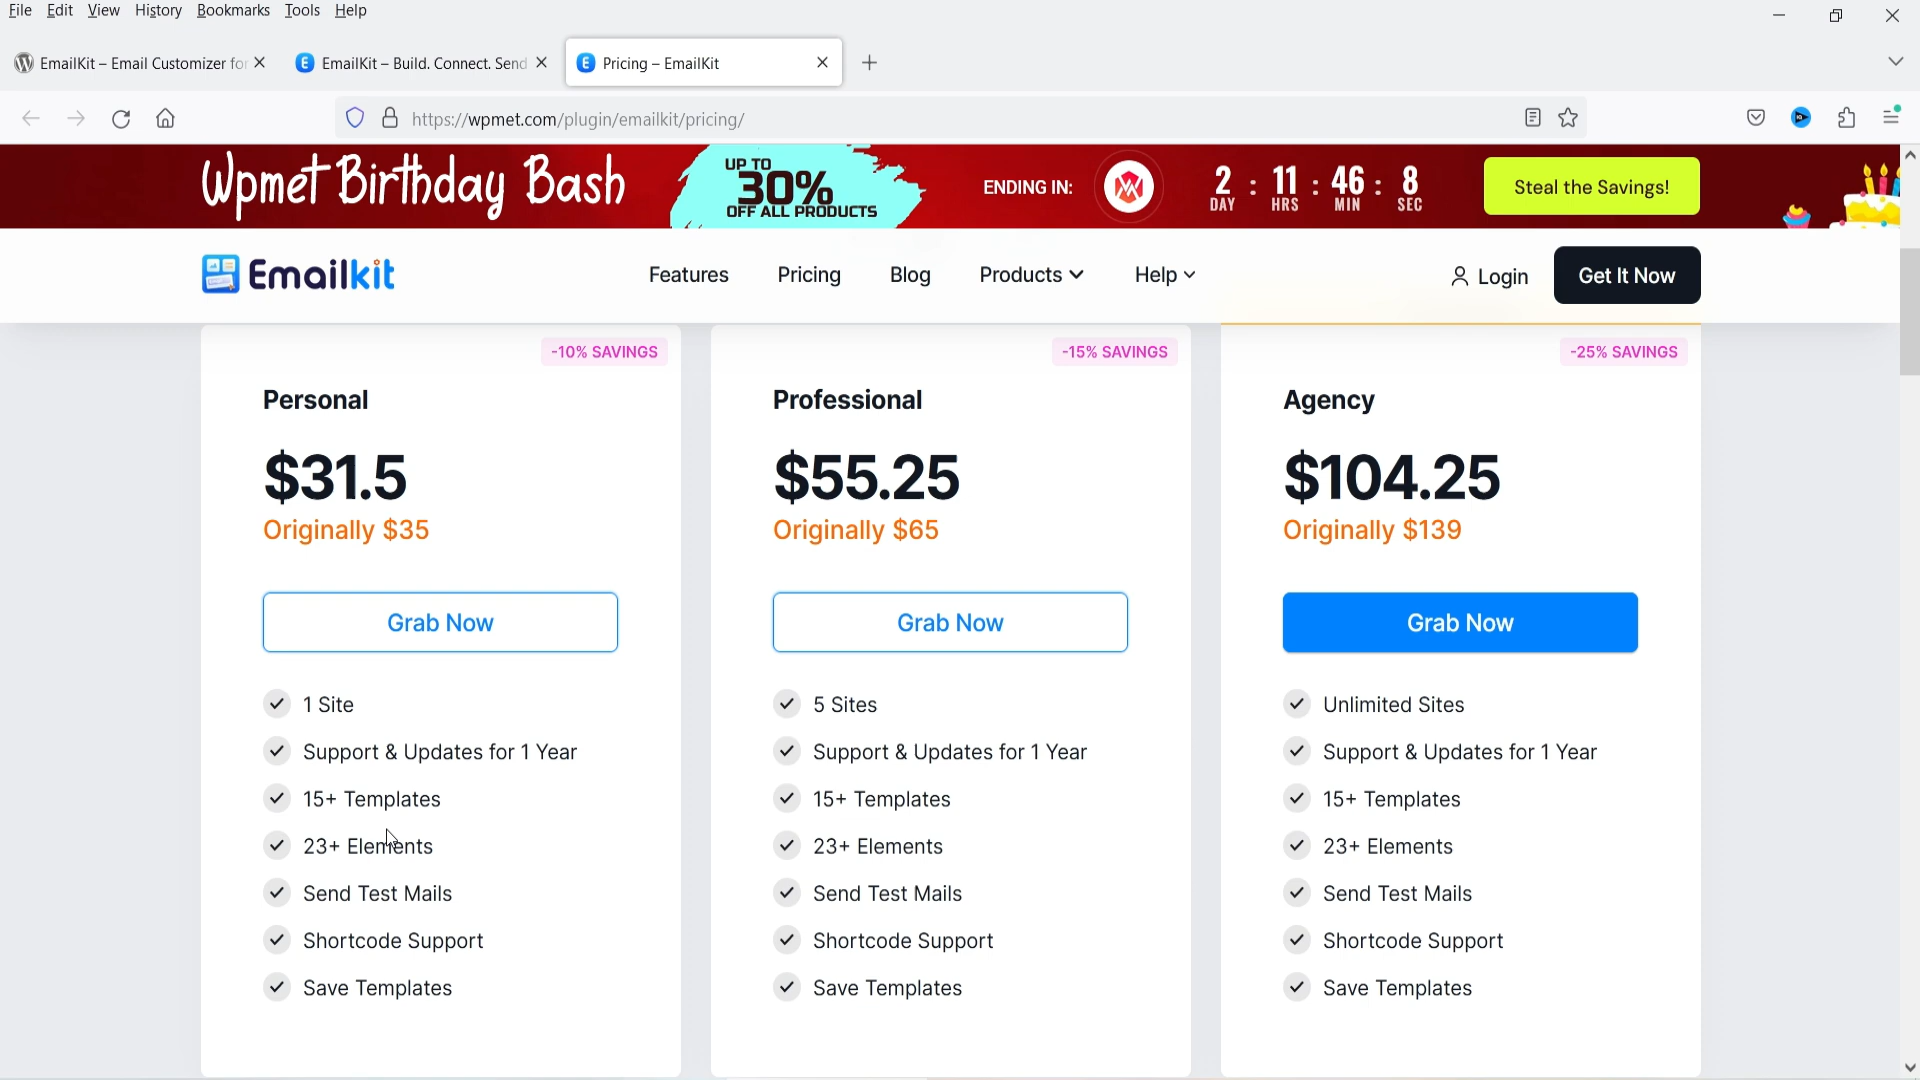 File Edit View History Bookmarks Tools Help
EmailKit – Email Customizer for
EmailKit – Build. Connect. Send
Pricing – EmailKit
https://wpmet.com/plugin/emailkit/pricing/
Wpmet Birthday Bash
UP TO
30%
OFF ALL PRODUCTS
ENDING IN:
2 : 11 : 46 : 8
DAY HRS MIN SEC
Steal the Savings!
Emailkit
Features Pricing Blog Products Help
Login
Get It Now
-10% SAVINGS
Personal
$31.5
Originally $35
Grab Now
1 Site
Support & Updates for 1 Year
15+ Templates
23+ Elements
Send Test Mails
Shortcode Support
Save Templates
-15% SAVINGS
Professional
$55.25
Originally $65
Grab Now
5 Sites
Support & Updates for 1 Year
15+ Templates
23+ Elements
Send Test Mails
Shortcode Support
Save Templates
-25% SAVINGS
Agency
$104.25
Originally $139
Grab Now
Unlimited Sites
Support & Updates for 1 Year
15+ Templates
23+ Elements
Send Test Mails
Shortcode Support
Save Templates